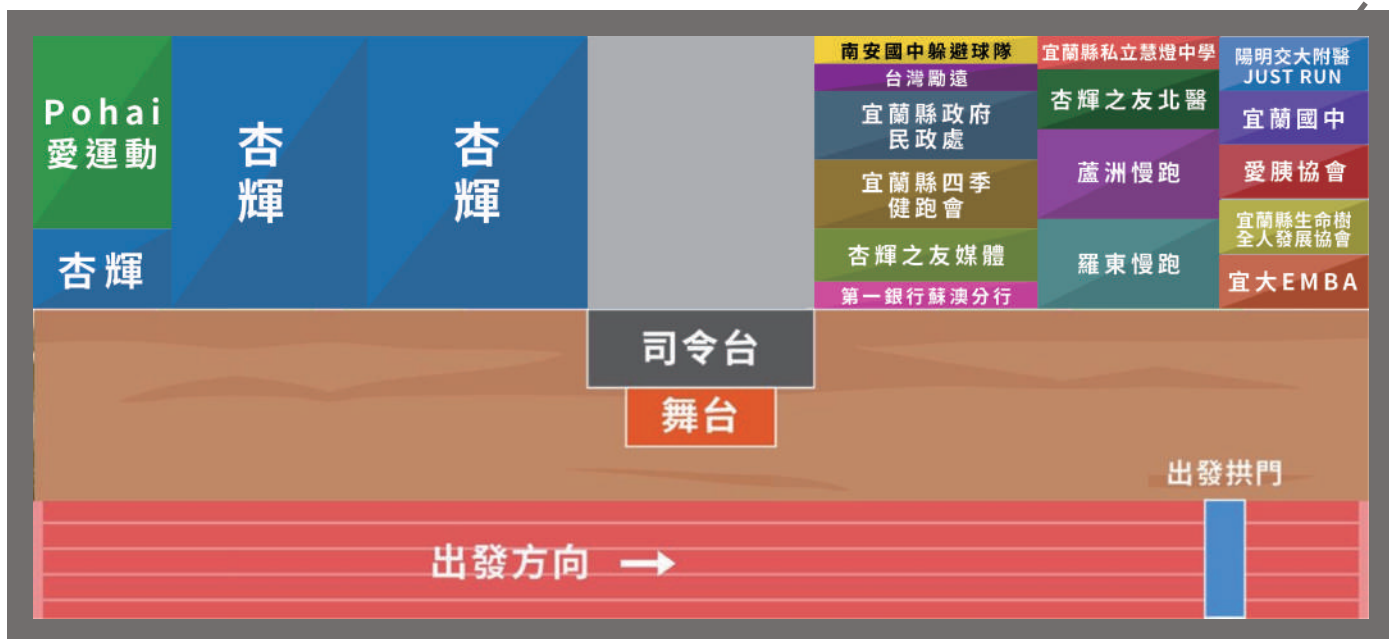 Pohai
愛運動
杏輝
杏
輝
杏
輝
南安國中躲避球隊
台灣勵遠
宜蘭縣政府
民政處
宜蘭縣四季
健跑會
杏輝之友媒體
第一銀行蘇澳分行
宜蘭縣私立慧燈中學
杏輝之友北醫
蘆洲慢跑
羅東慢跑
陽明交大附醫
JUST RUN
宜蘭國中
愛胰協會
宜蘭縣生命樹
全人發展協會
宜大EMBA
司令台
舞台
出發拱門
出發方向 →